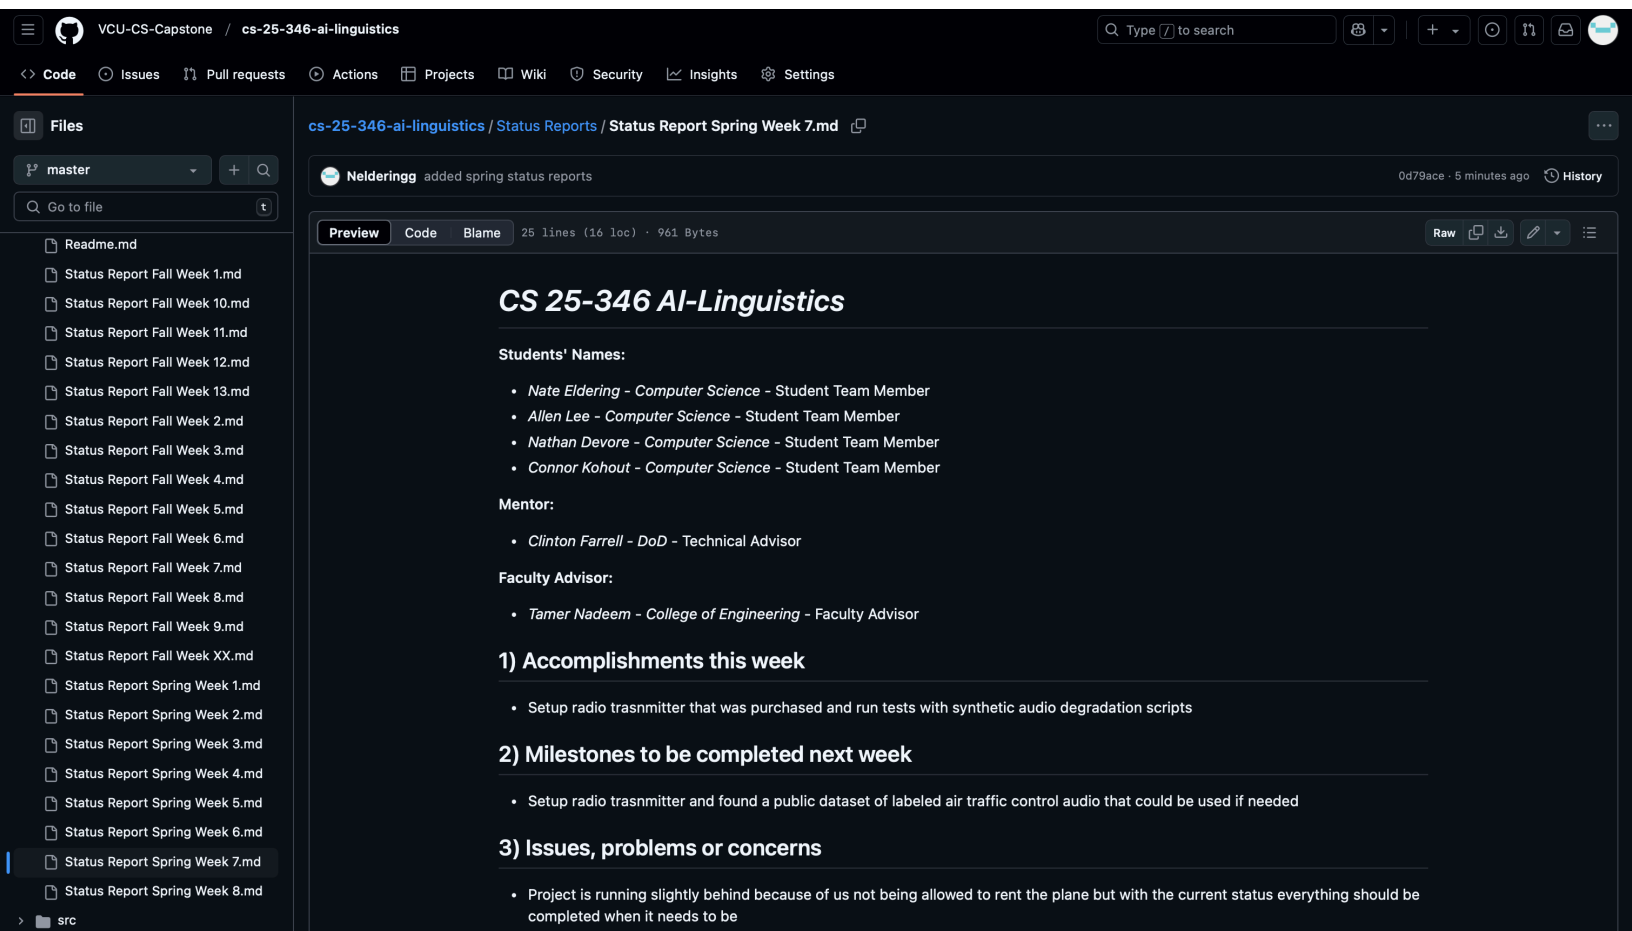 VCU-CS-Capstone / cs-25-346-ai-linguistics
Type / to search
Code Issues Pull requests Actions Projects Wiki Security Insights Settings
Files
master
Go to file t
Readme.md
Status Report Fall Week 1.md
Status Report Fall Week 10.md
Status Report Fall Week 11.md
Status Report Fall Week 12.md
Status Report Fall Week 13.md
Status Report Fall Week 2.md
Status Report Fall Week 3.md
Status Report Fall Week 4.md
Status Report Fall Week 5.md
Status Report Fall Week 6.md
Status Report Fall Week 7.md
Status Report Fall Week 8.md
Status Report Fall Week 9.md
Status Report Fall Week XX.md
Status Report Spring Week 1.md
Status Report Spring Week 2.md
Status Report Spring Week 3.md
Status Report Spring Week 4.md
Status Report Spring Week 5.md
Status Report Spring Week 6.md
Status Report Spring Week 7.md
Status Report Spring Week 8.md
src
cs-25-346-ai-linguistics / Status Reports / Status Report Spring Week 7.md
Nelderingg added spring status reports
0d79ace · 5 minutes ago History
Preview Code Blame 25 lines (16 loc) · 961 Bytes
Raw
CS 25-346 AI-Linguistics
Students' Names:
• Nate Eldering - Computer Science - Student Team Member
• Allen Lee - Computer Science - Student Team Member
• Nathan Devore - Computer Science - Student Team Member
• Connor Kohout - Computer Science - Student Team Member
Mentor:
• Clinton Farrell - DoD - Technical Advisor
Faculty Advisor:
• Tamer Nadeem - College of Engineering - Faculty Advisor
1) Accomplishments this week
• Setup radio trasnmitter that was purchased and run tests with synthetic audio degradation scripts
2) Milestones to be completed next week
• Setup radio trasnmitter and found a public dataset of labeled air traffic control audio that could be used if needed
3) Issues, problems or concerns
• Project is running slightly behind because of us not being allowed to rent the plane but with the current status everything should be
completed when it needs to be